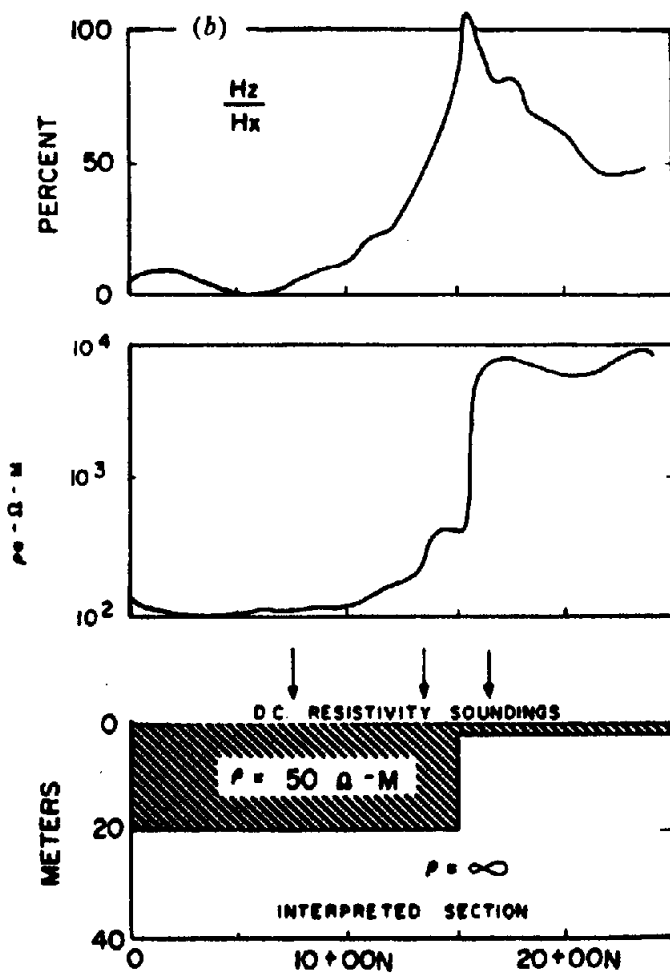 (b)
100
50
0
PERCENT
Hz
Hx
10⁴
10³
10²
ρa - Ω - M
D.C. RESISTIVITY SOUNDINGS
0
20
40
METERS
ρ = 50 Ω - M
ρ = ∞
INTERPRETED SECTION
0
10+00N
20+00N